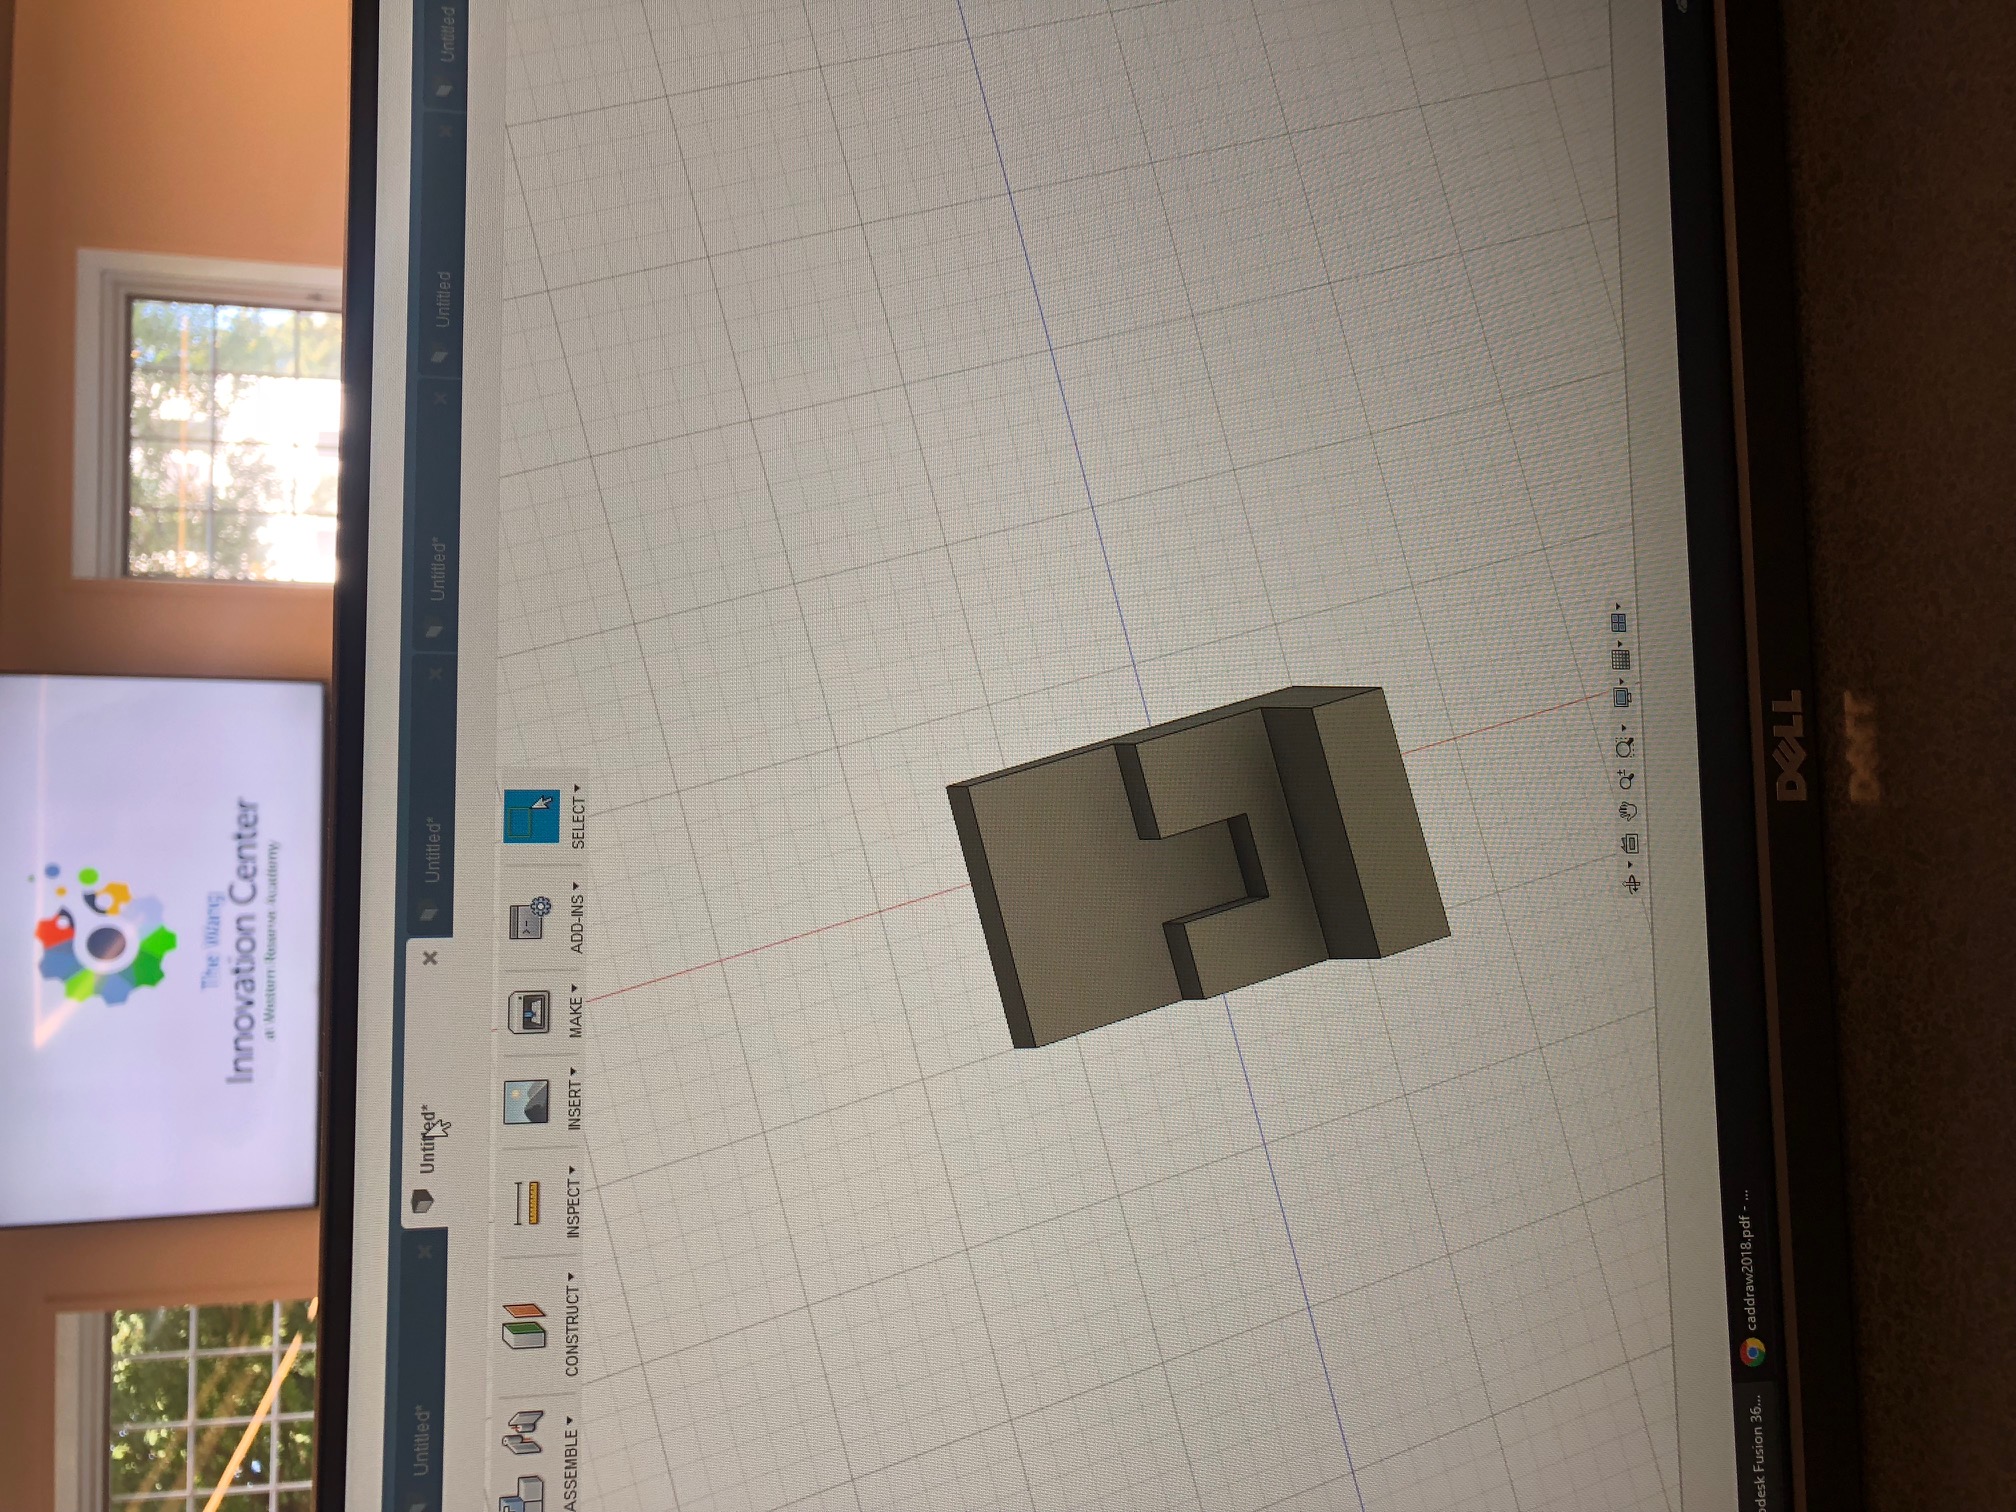 The Wang
Innovation Center
at Western Reserve Academy
Untitled*
Untitled*
Untitled*
Untitled*
Untitled
Untitled
ASSEMBLE
CONSTRUCT
INSPECT
INSERT
MAKE
ADD-INS
SELECT
odesk Fusion 36...
caddraw2018.pdf - ...
DELL